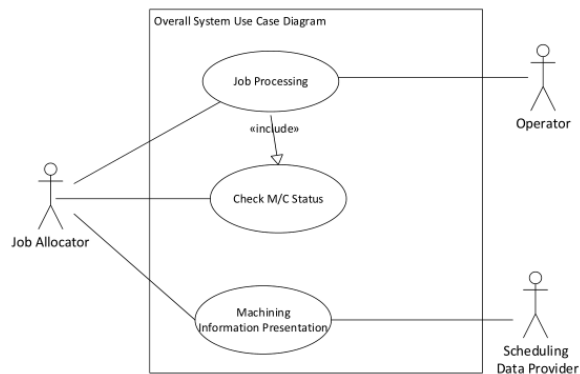 Overall System Use Case Diagram
Job Processing
Operator
«include»
Check M/C Status
Job Allocator
Machining
Information Presentation
Scheduling
Data Provider